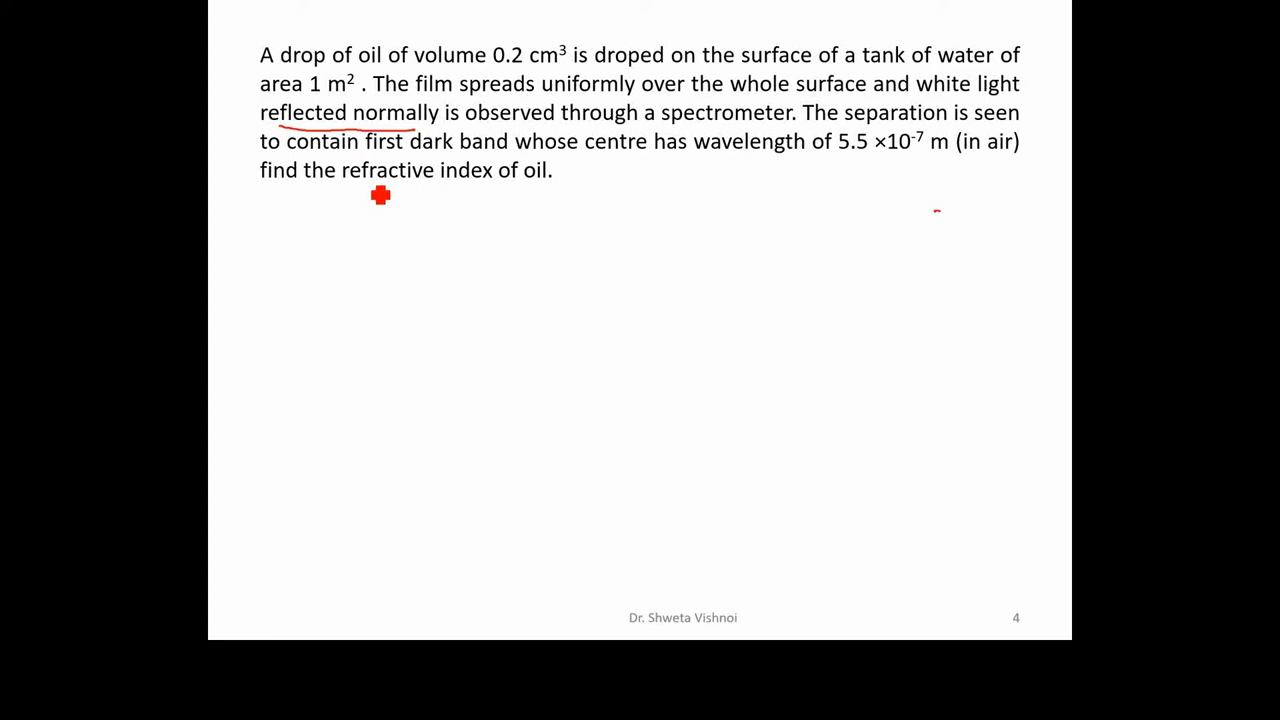 A drop of oil of volume 0.2 cm³ is droped on the surface of a tank of water of
area 1 m² . The film spreads uniformly over the whole surface and white light
reflected normally is observed through a spectrometer. The separation is seen
to contain first dark band whose centre has wavelength of 5.5 ×10⁻⁷ m (in air)
find the refractive index of oil.
Dr. Shweta Vishnoi
4